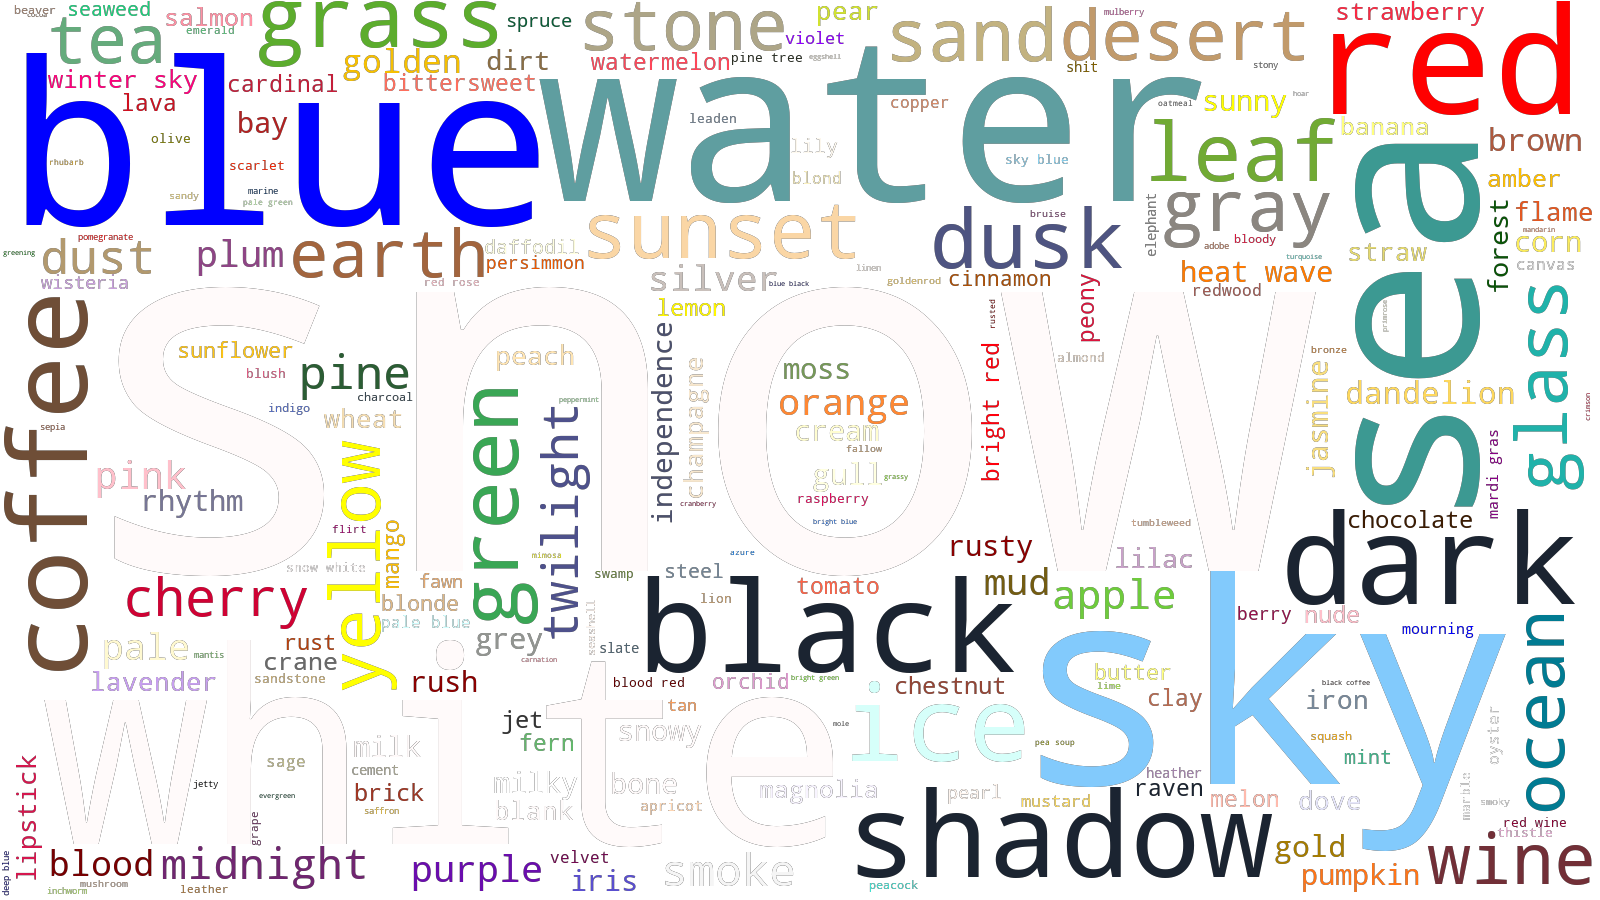 beaver
cocoa
seaweed
salmon
emerald
grass
spruce
stone
pear
violet
sand
desert
mulberry
strawberry
red
tea
golden
dirt
watermelon
pine tree
eggshell
shit
stony
winter sky
cardinal
bittersweet
blue
water
lava
bay
olive
leaden
copper
oatmeal
sunny
hoar
leaf
banana
brown
rhubarb
scarlet
lily
sky blue
sandy
marine
pale green
blond
gray
sea
amber
pomegranate
greening
dust
plum
earth
daffodil
sunset
dusk
bruise
elephant
adobe
bloody
forest
flame
mandarin
straw
corn
persimmon
linen
turquoise
canvas
wisteria
red rose
silver
blue black
goldenrod
cinnamon
heat wave
redwood
coffee
snow
lemon
rusted
peony
primrose
glass
sunflower
peach
independence
moss
almond
bronze
blush
pine
champagne
bright red
jasmine
dandelion
indigo
charcoal
green
peppermint
twilight
orange
crimson
sepia
wheat
cream
fallow
yellow
gull
grassy
mardi gras
pink
rhythm
raspberry
cranberry
bright blue
tumbleweed
chocolate
flirt
mango
mimosa
azure
rusty
lilac
dark
snow white
fawn
swamp
steel
tomato
mud
apple
cherry
blonde
lion
black
sky
berry
nude
pale blue
seashell
mourning
ocean
pale
mantis
rust
crane
grey
slate
carnation
butter
lavender
sandstone
rush
blood red
orchid
bright green
chestnut
lime
clay
black coffee
iron
white
jet
tan
mole
ice
oyster
fern
snowy
pea soup
squash
milk
mint
lipstick
sage
cement
heather
jetty
milky
bone
magnolia
pearl
raven
marble
evergreen
brick
saffron
blank
apricot
mustard
melon
dove
smoky
grape
shadow
red wine
thistle
deep blue
blood
midnight
purple
velvet
iris
smoke
gold
wine
mushroom
inchworm
leather
peacock
pumpkin